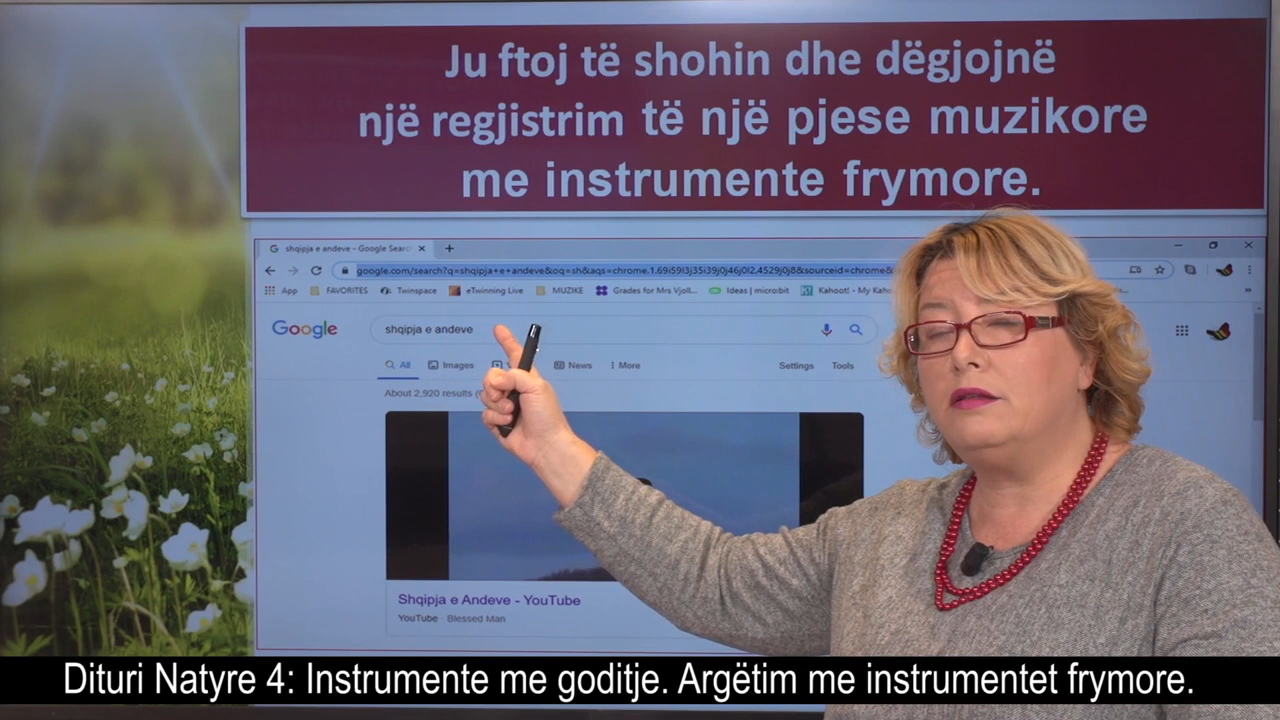 Ju ftoj të shohin dhe dëgjojnë
një regjistrim të një pjese muzikore
me instrumente frymore.
shqipja e andeve - Google Searc
google.com/search?q=shqipja+e+andeve&oq=sh&aqs=chrome.1.69i59l3j35i39j0j46j0l2.4529j0j8&sourceid=chrome&
App FAVORITES Twinspace eTwinning Live MUZIKE Grades for Mrs Vjoll... Ideas | micro:bit Kahoot! - My Kaho
Google shqipja e andeve
All Images News More Settings Tools
About 2,920 results
Shqipja e Andeve - YouTube
YouTube · Blessed Man
Dituri Natyre 4: Instrumente me goditje. Argëtim me instrumentet frymore.